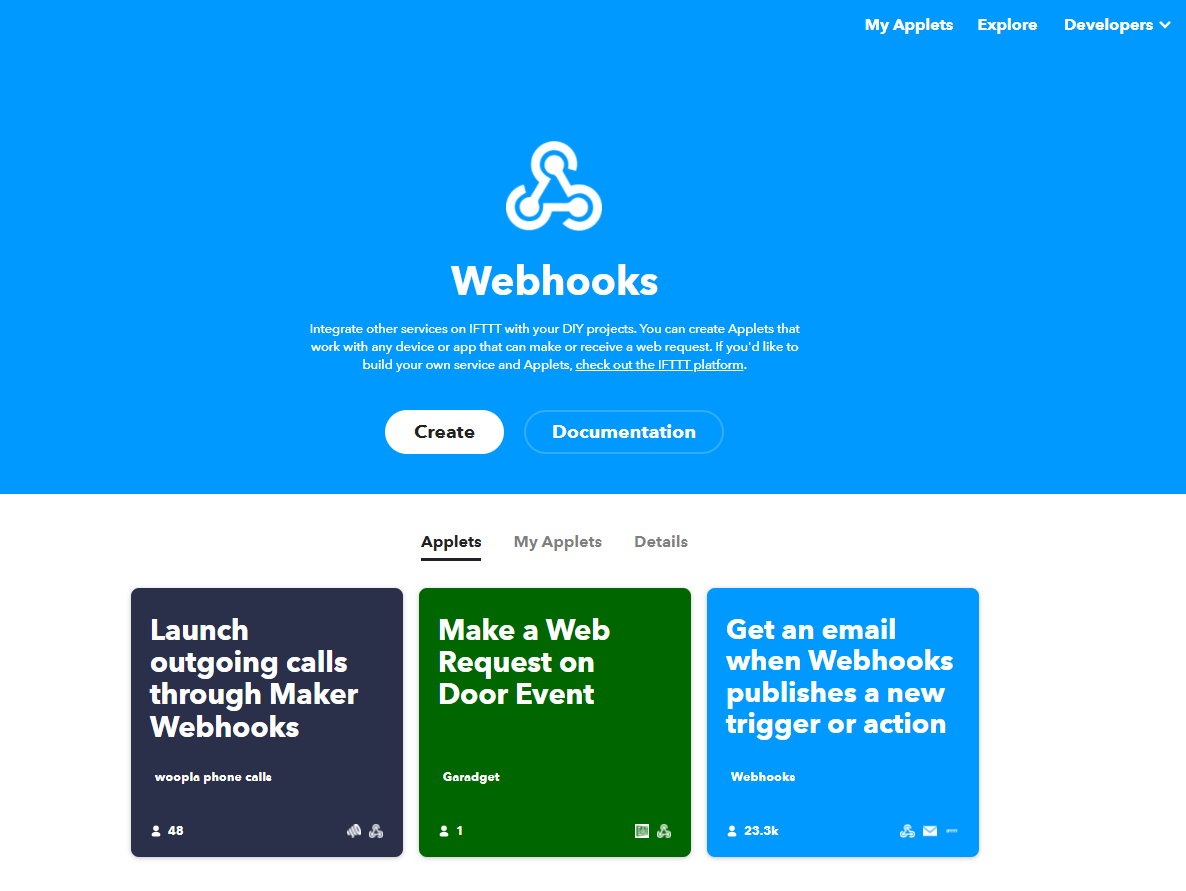 My Applets Explore Developers
Webhooks
Integrate other services on IFTTT with your DIY projects. You can create Applets that
work with any device or app that can make or receive a web request. If you'd like to
build your own service and Applets, check out the IFTTT platform.
Create Documentation
Applets My Applets Details
Launch
outgoing calls
through Maker
Webhooks
woopla phone calls
48
Make a Web
Request on
Door Event
Garadget
1
Get an email
when Webhooks
publishes a new
trigger or action
Webhooks
23.3k